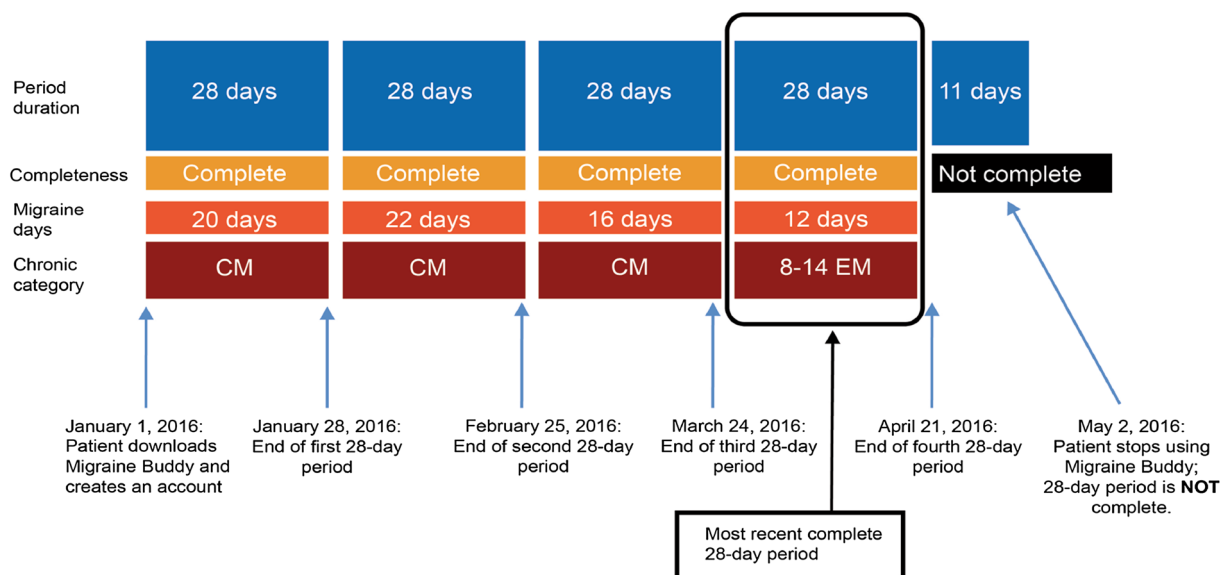 Period
duration
28 days
28 days
28 days
28 days
11 days
Completeness
Complete
Complete
Complete
Complete
Not complete
Migraine
days
20 days
22 days
16 days
12 days
Chronic
category
CM
CM
CM
8-14 EM
January 1, 2016:
Patient downloads
Migraine Buddy and
creates an account
January 28, 2016:
End of first 28-day
period
February 25, 2016:
End of second 28-day
period
March 24, 2016:
End of third 28-day
period
April 21, 2016:
End of fourth 28-day
period
May 2, 2016:
Patient stops using
Migraine Buddy;
28-day period is NOT
complete.
Most recent complete
28-day period